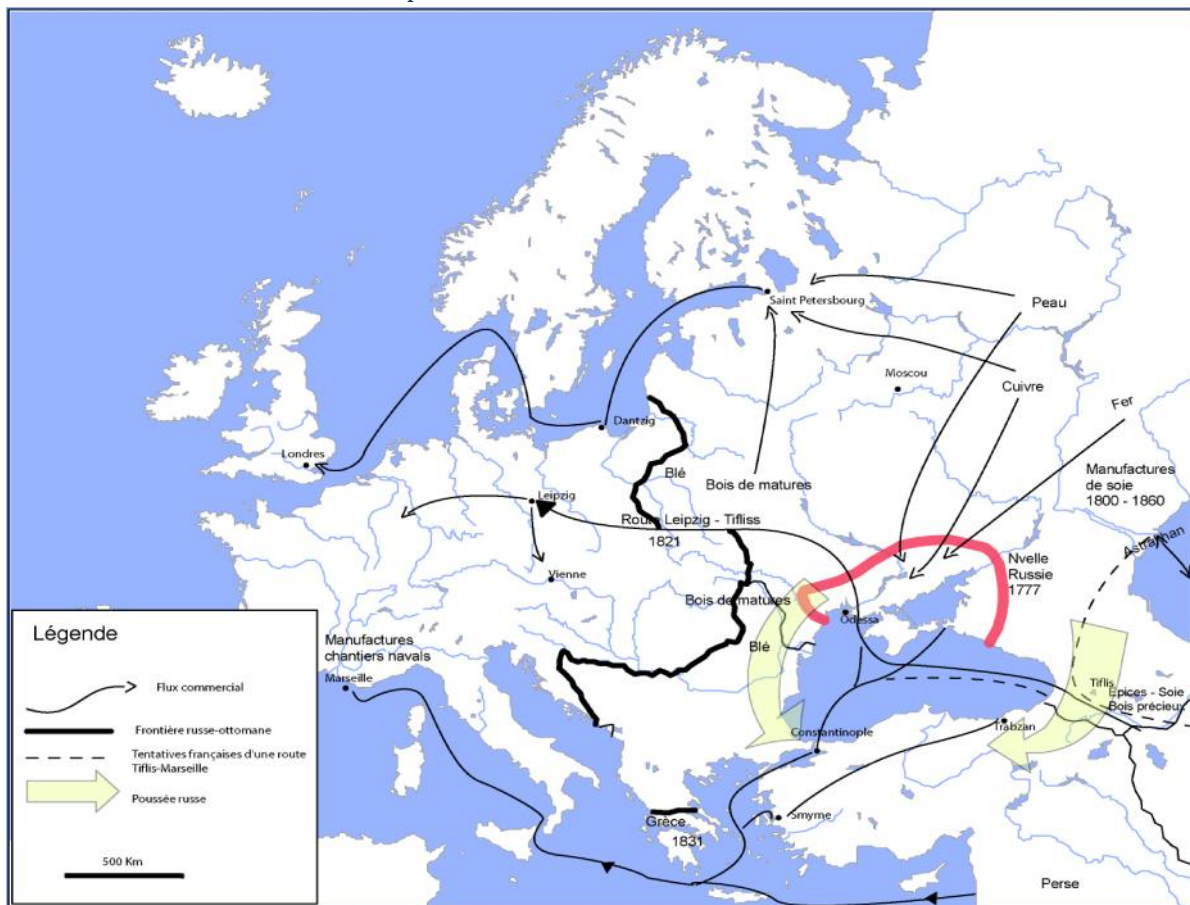 Saint Petersbourg
Peau
Moscou
Cuivre
Fer
Dantzig
Londres
Blé
Bois de matures
Manufactures
de soie
1800 - 1860
Leipzig
Route Leipzig - Tifliss
1821
Astrahan
Nvelle
Russie
1777
Vienne
Bois de matures
Odessa
Blé
Manufactures
chantiers navals
Marseille
Tiflis
Epices - Soie
Bois précieux
Trabzan
Constantinople
Smyrne
Grèce
1831
Perse
Légende
Flux commercial
Frontière russe-ottomane
Tentatives françaises d'une route
Tiflis-Marseille
Poussée russe
500 Km